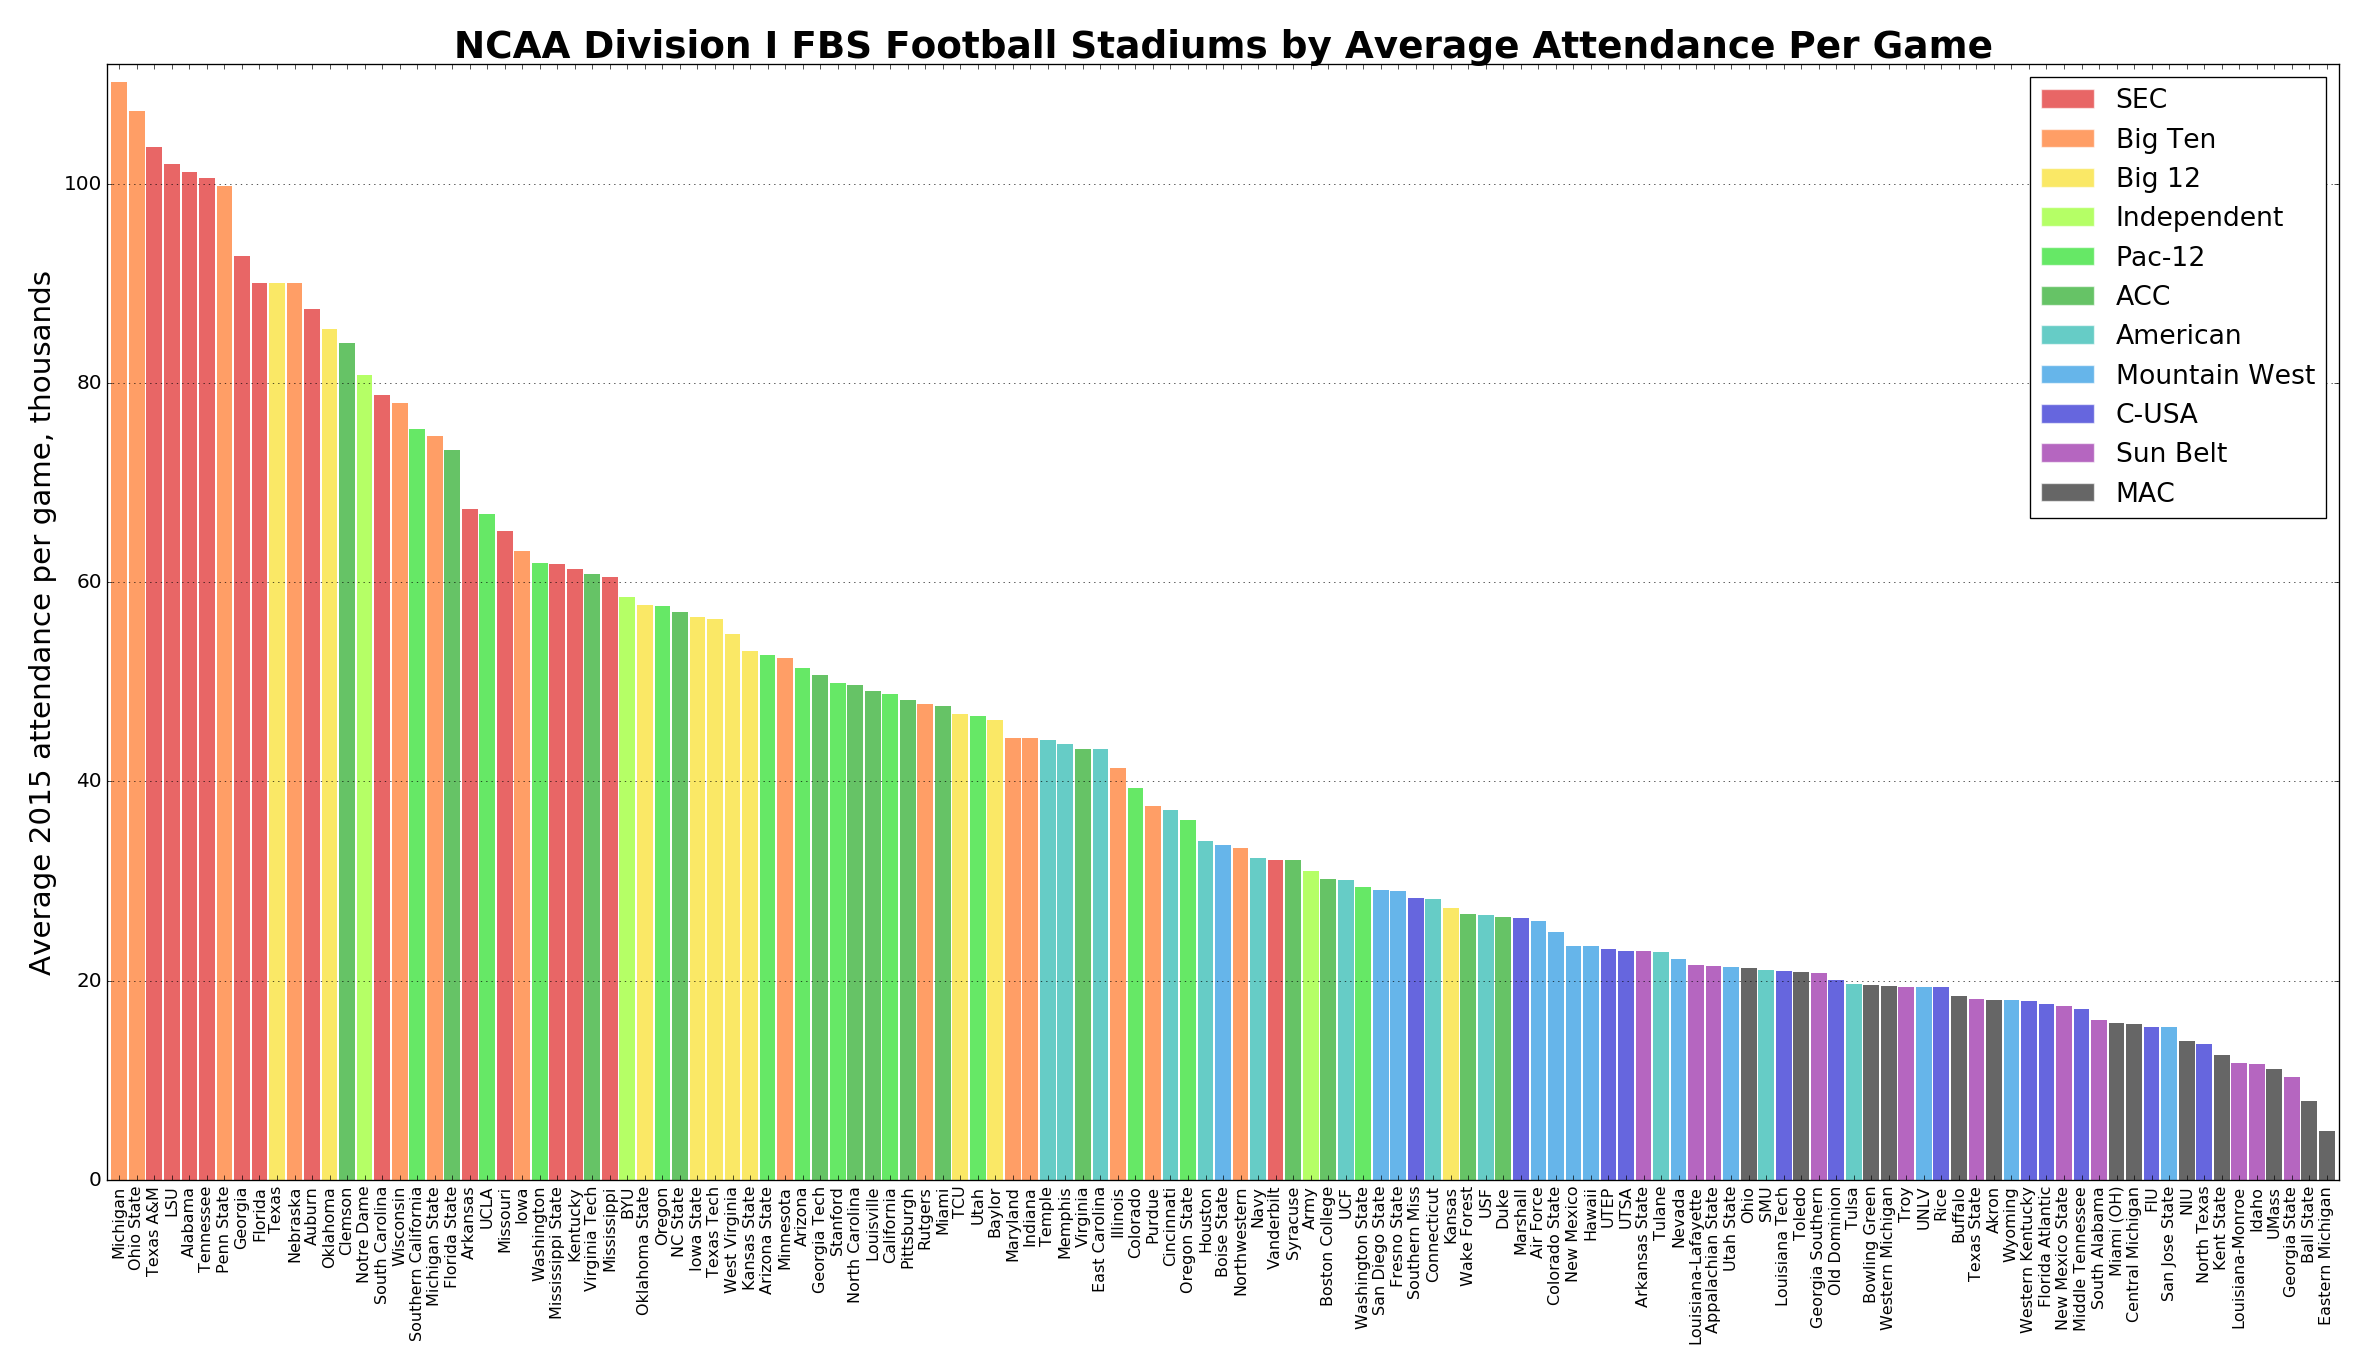 NCAA Division I FBS Football Stadiums by Average Attendance Per Game
Average 2015 attendance per game, thousands
100
80
60
40
20
0
SEC
Big Ten
Big 12
Independent
Pac-12
ACC
American
Mountain West
C-USA
Sun Belt
MAC
Michigan
Ohio State
Texas A&M
LSU
Alabama
Tennessee
Penn State
Georgia
Florida
Texas
Nebraska
Auburn
Oklahoma
Clemson
Notre Dame
South Carolina
Wisconsin
Southern California
Michigan State
Florida State
Arkansas
UCLA
Missouri
Iowa
Washington
Mississippi State
Kentucky
Virginia Tech
Mississippi
BYU
Oklahoma State
Oregon
NC State
Iowa State
Texas Tech
West Virginia
Kansas State
Arizona State
Minnesota
Arizona
Georgia Tech
Stanford
North Carolina
Louisville
California
Pittsburgh
Rutgers
Miami
TCU
Utah
Baylor
Maryland
Indiana
Temple
Memphis
Virginia
East Carolina
Illinois
Colorado
Purdue
Cincinnati
Oregon State
Houston
Boise State
Northwestern
Navy
Vanderbilt
Syracuse
Army
Boston College
UCF
Washington State
San Diego State
Fresno State
Southern Miss
Connecticut
Kansas
Wake Forest
USF
Duke
Marshall
Air Force
Colorado State
New Mexico
Hawaii
UTEP
UTSA
Arkansas State
Tulane
Nevada
Louisiana-Lafayette
Appalachian State
Utah State
Ohio
SMU
Louisiana Tech
Toledo
Georgia Southern
Old Dominion
Tulsa
Bowling Green
Western Michigan
Troy
UNLV
Rice
Buffalo
Texas State
Akron
Wyoming
Western Kentucky
Florida Atlantic
New Mexico State
Middle Tennessee
South Alabama
Miami (OH)
Central Michigan
FIU
San Jose State
NIU
North Texas
Kent State
Louisiana-Monroe
Idaho
UMass
Georgia State
Ball State
Eastern Michigan